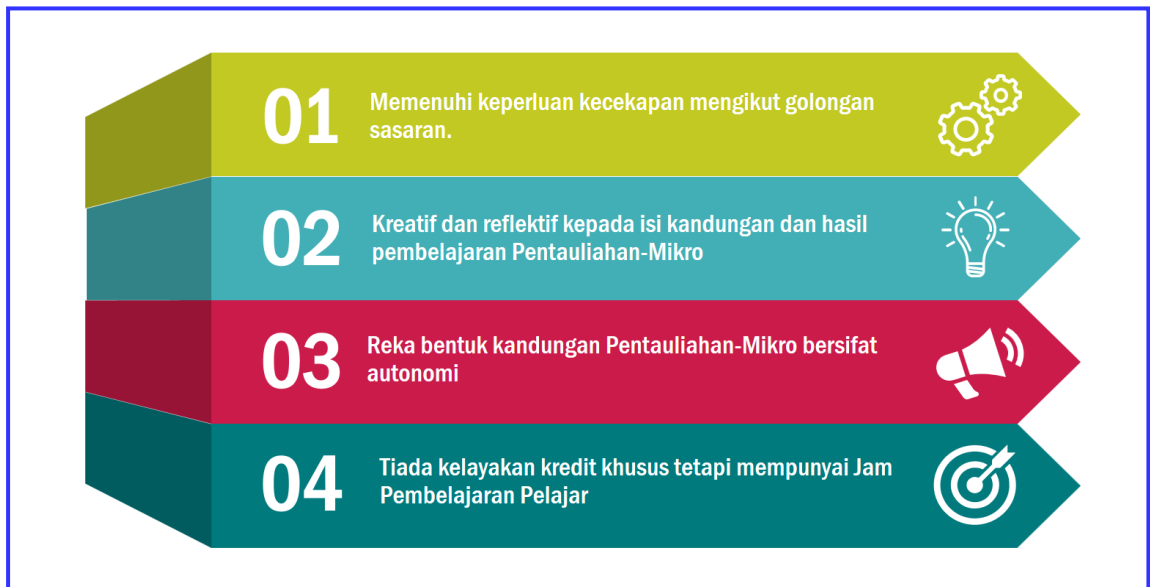 01
Memenuhi keperluan kecekapan mengikut golongan
sasaran.
02
Kreatif dan reflektif kepada isi kandungan dan hasil
pembelajaran Pentauliahan-Mikro
03
Reka bentuk kandungan Pentauliahan-Mikro bersifat
autonomi
04
Tiada kelayakan kredit khusus tetapi mempunyai Jam
Pembelajaran Pelajar